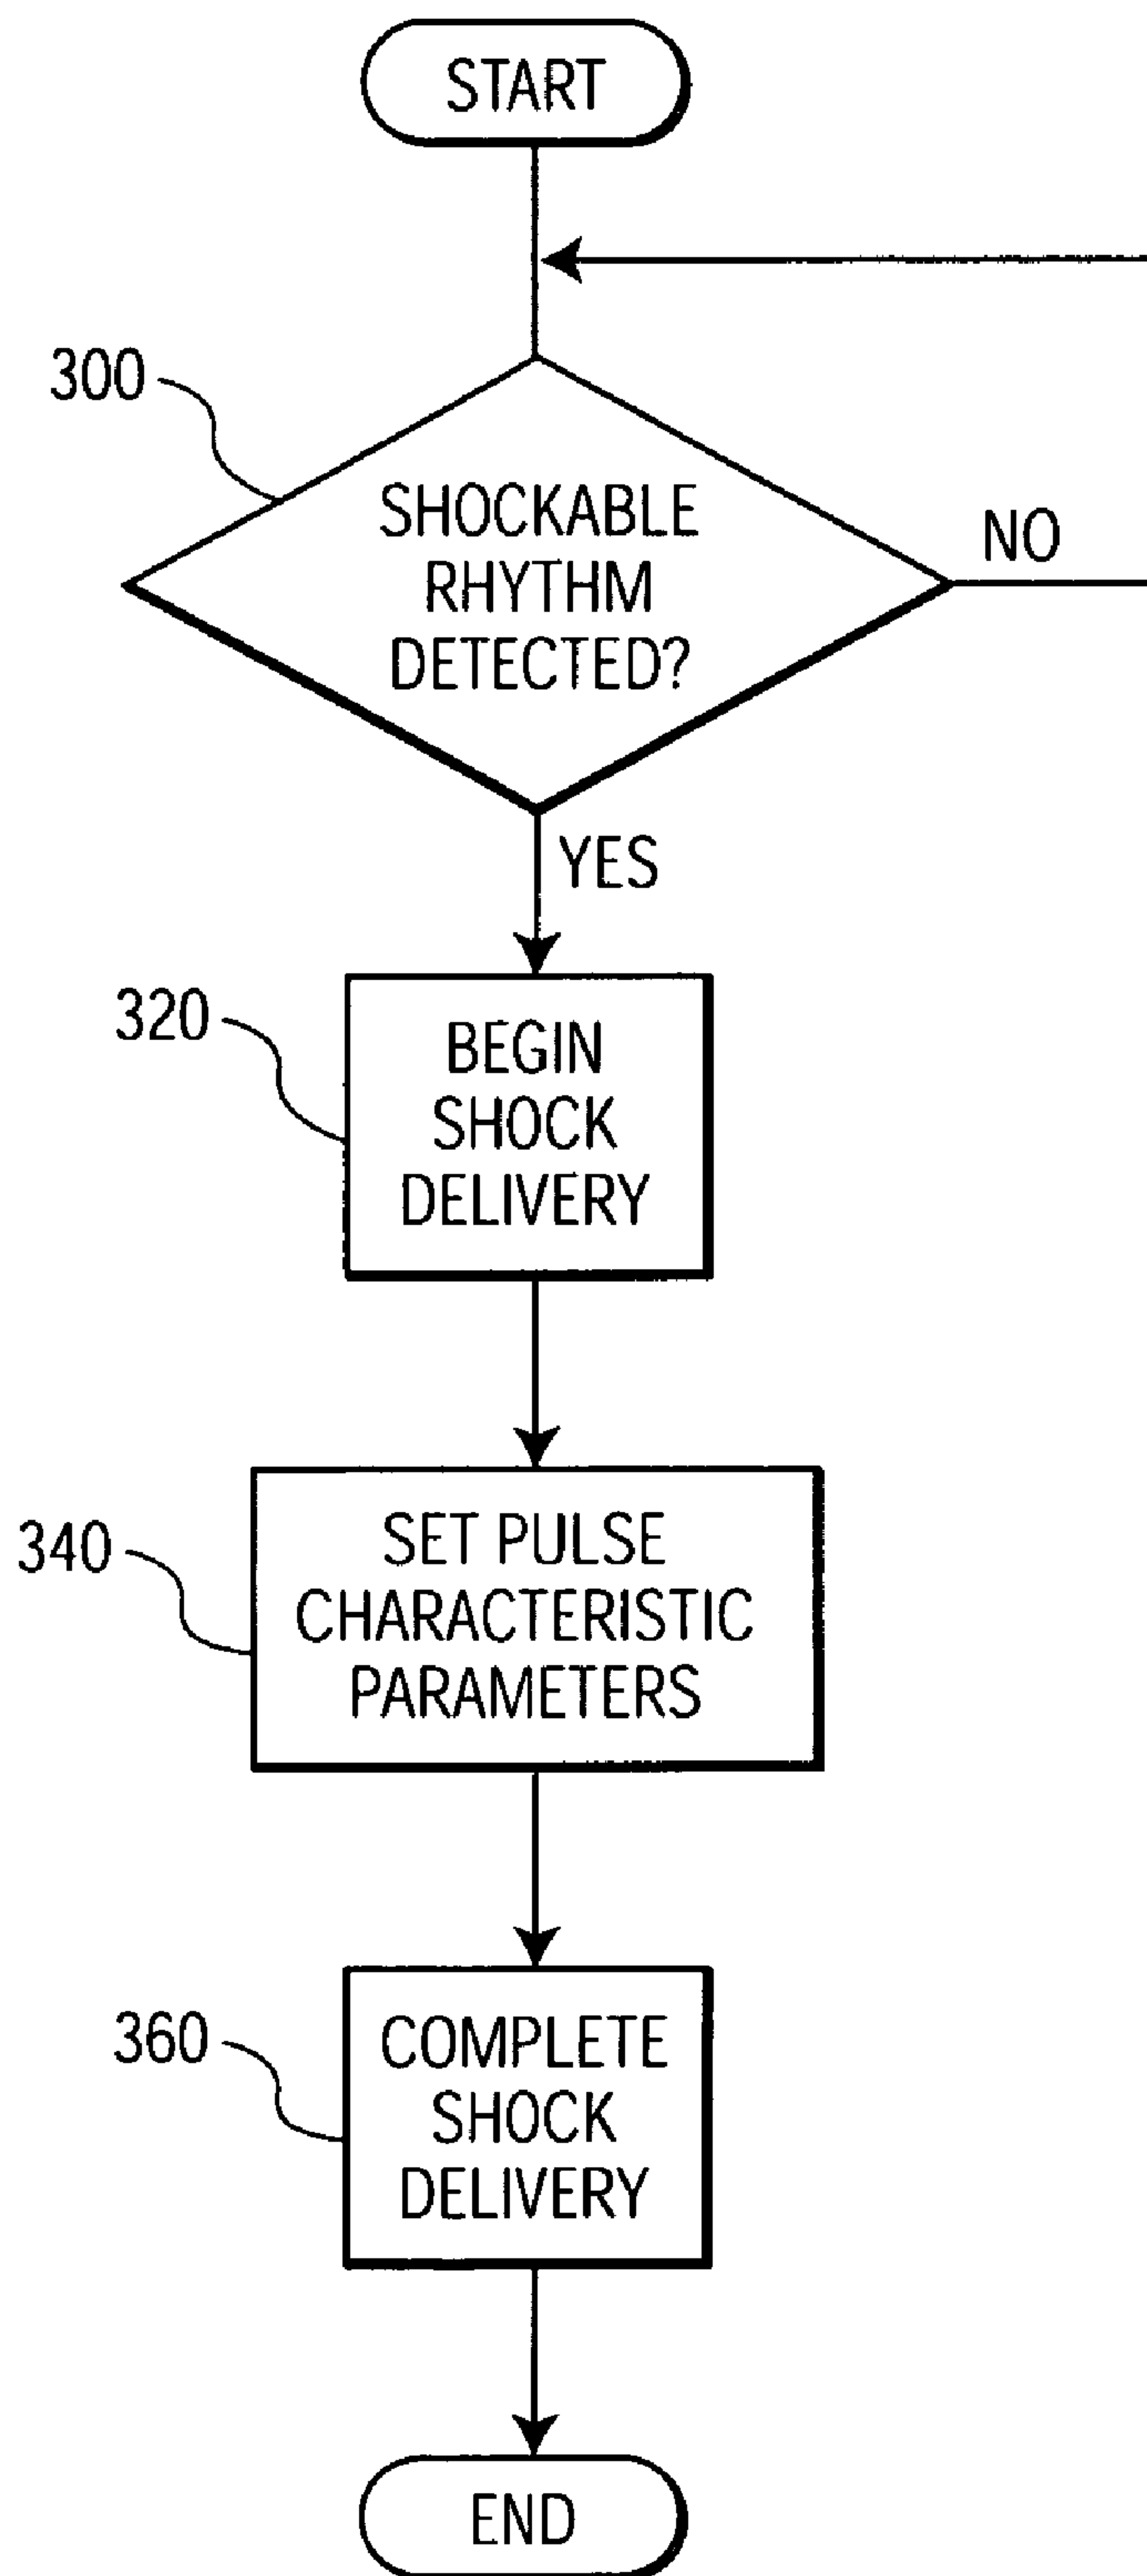 START
300
SHOCKABLE
RHYTHM
DETECTED?
NO
YES
320
BEGIN
SHOCK
DELIVERY
340
SET PULSE
CHARACTERISTIC
PARAMETERS
360
COMPLETE
SHOCK
DELIVERY
END